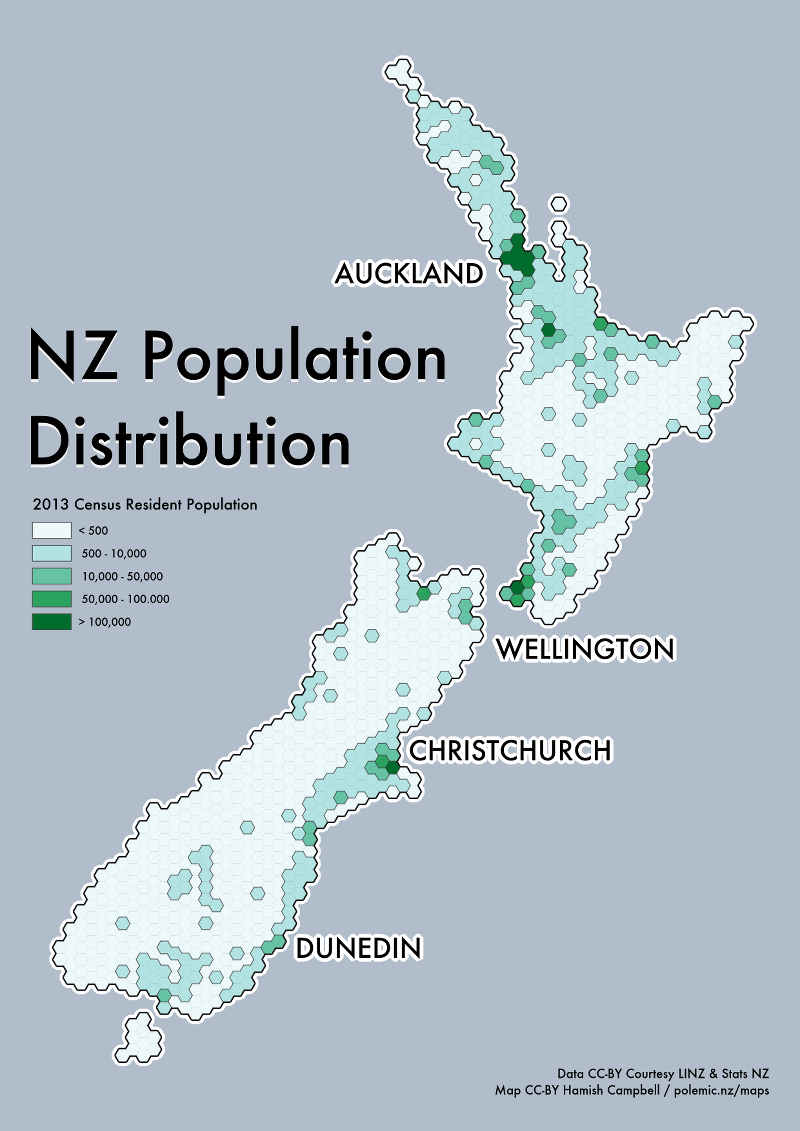 AUCKLAND
NZ Population
Distribution
2013 Census Resident Population
< 500
500 - 10,000
10,000 - 50,000
50,000 - 100.000
> 100,000
WELLINGTON
CHRISTCHURCH
DUNEDIN
Data CC-BY Courtesy LINZ & Stats NZ
Map CC-BY Hamish Campbell / polemic.nz/maps